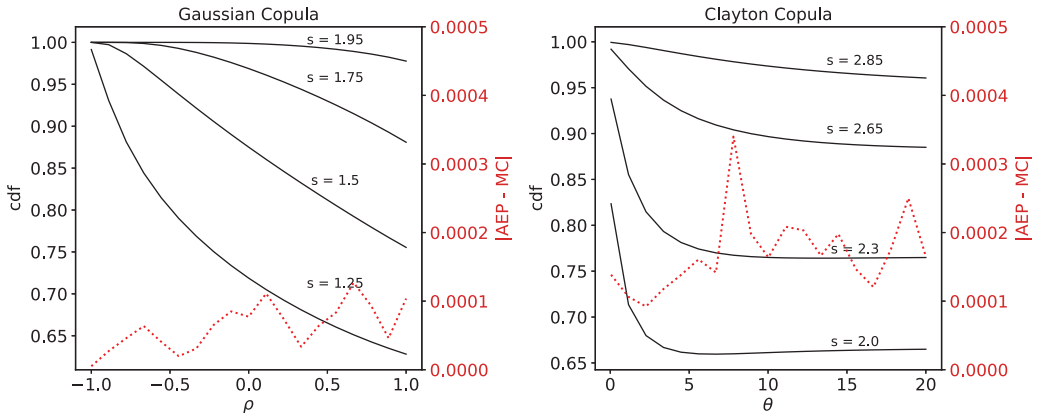 Gaussian Copula
1.00
0.95
0.90
0.85
0.80
0.75
0.70
0.65
cdf
s = 1.95
s = 1.75
s = 1.5
s = 1.25
−1.0
−0.5
0.0
0.5
1.0
ρ
0.0005
0.0004
0.0003
0.0002
0.0001
0.0000
|AEP - MC|
Clayton Copula
1.00
0.95
0.90
0.85
0.80
0.75
0.70
0.65
cdf
s = 2.85
s = 2.65
s = 2.3
s = 2.0
0
5
10
15
20
θ
0.0005
0.0004
0.0003
0.0002
0.0001
0.0000
|AEP - MC|